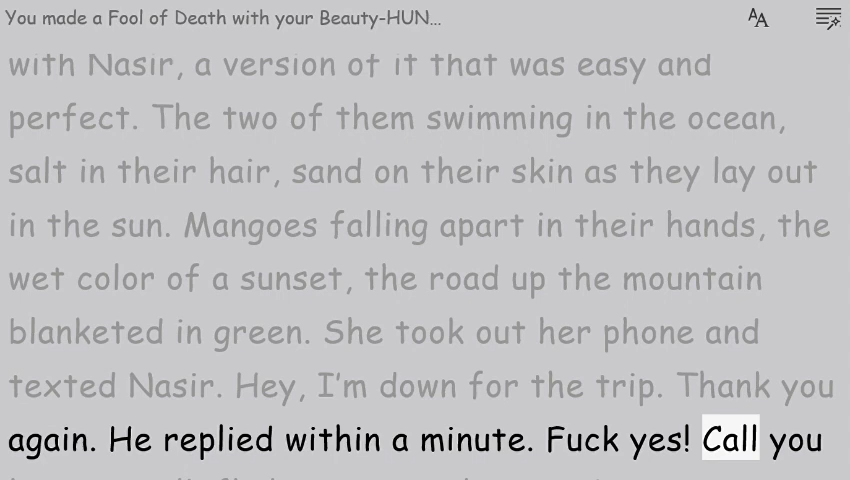 You made a Fool of Death with your Beauty-HUN...
AA
with Nasir, a version of it that was easy and
perfect. The two of them swimming in the ocean,
salt in their hair, sand on their skin as they lay out
in the sun. Mangoes falling apart in their hands, the
wet color of a sunset, the road up the mountain
blanketed in green. She took out her phone and
texted Nasir. Hey, I'm down for the trip. Thank you
again. He replied within a minute. Fuck yes! Call you